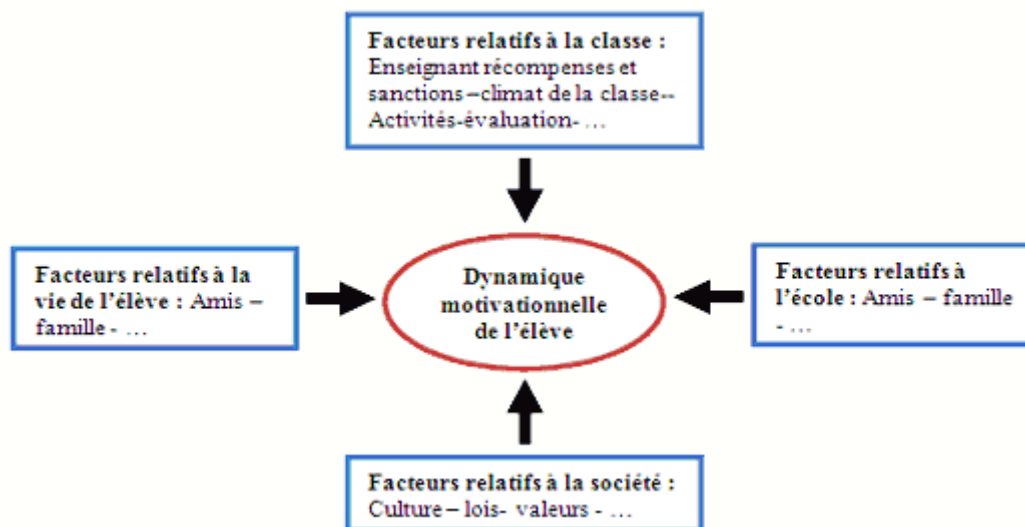 Facteurs relatifs à la classe :
Enseignant récompenses et
sanctions –climat de la classe--
Activités-évaluation- …
Facteurs relatifs à la
vie de l’élève : Amis –
famille - …
Dynamique
motivationnelle
de l’élève
Facteurs relatifs à
l’école : Amis – famille
- …
Facteurs relatifs à la société :
Culture – lois- valeurs - …